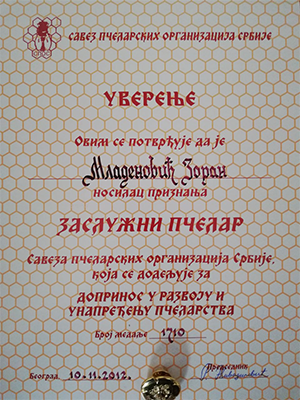 САВЕЗ ПЧЕЛАРСКИХ ОРГАНИЗАЦИЈА СРБИЈЕ
УВЕРЕЊЕ
ОВИМ СЕ ПОТВРЂУЈЕ ДА ЈЕ
Младеновић Зоран
НОСИЛАЦ ПРИЗНАЊА
ЗАСЛУЖНИ ПЧЕЛАР
САВЕЗА ПЧЕЛАРСКИХ ОРГАНИЗАЦИЈА СРБИЈЕ,
КОЈА СЕ ДОДЕЉУЈЕ ЗА
ДОПРИНОС У РАЗВОЈУ И
УНАПРЕЂЕЊУ ПЧЕЛАРСТВА
БРОЈ МЕДАЉЕ 1710
БЕОГРАД, 10.11.2012. ПРЕДСЕДНИК